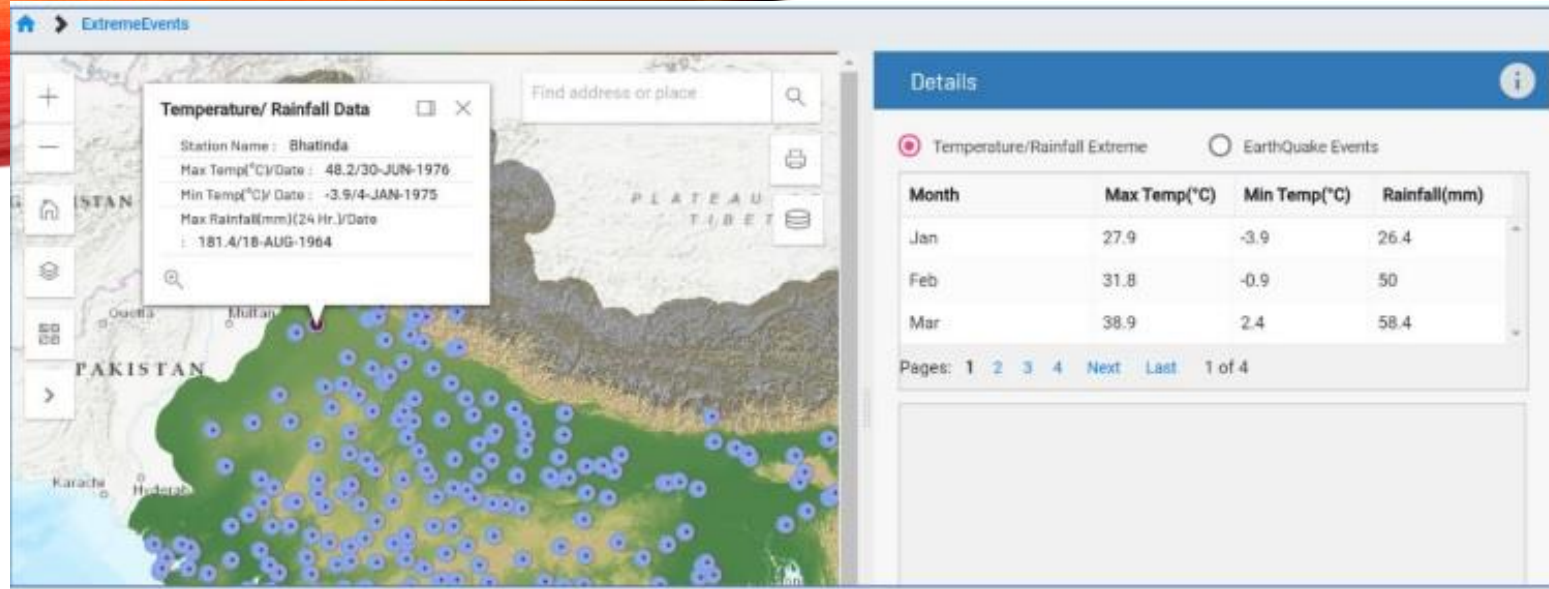 ExtremeEvents
Temperature/ Rainfall Data
Station Name : Bhatinda
Max Temp(°C)/Date : 48.2/30-JUN-1976
Min Temp(°C)/ Date : -3.9/4-JAN-1975
Max Rainfall(mm)(24 Hr.)/Date
: 181.4/18-AUG-1964
Find address or place
PLATEAU
TIBET
STAN
Quetta
Multan
PAKISTAN
Karachi
Details
Temperature/Rainfall Extreme
EarthQuake Events
Month Max Temp(°C) Min Temp(°C) Rainfall(mm)
Jan 27.9 -3.9 26.4
Feb 31.8 -0.9 50
Mar 38.9 2.4 58.4
Pages: 1 2 3 4 Next Last 1 of 4